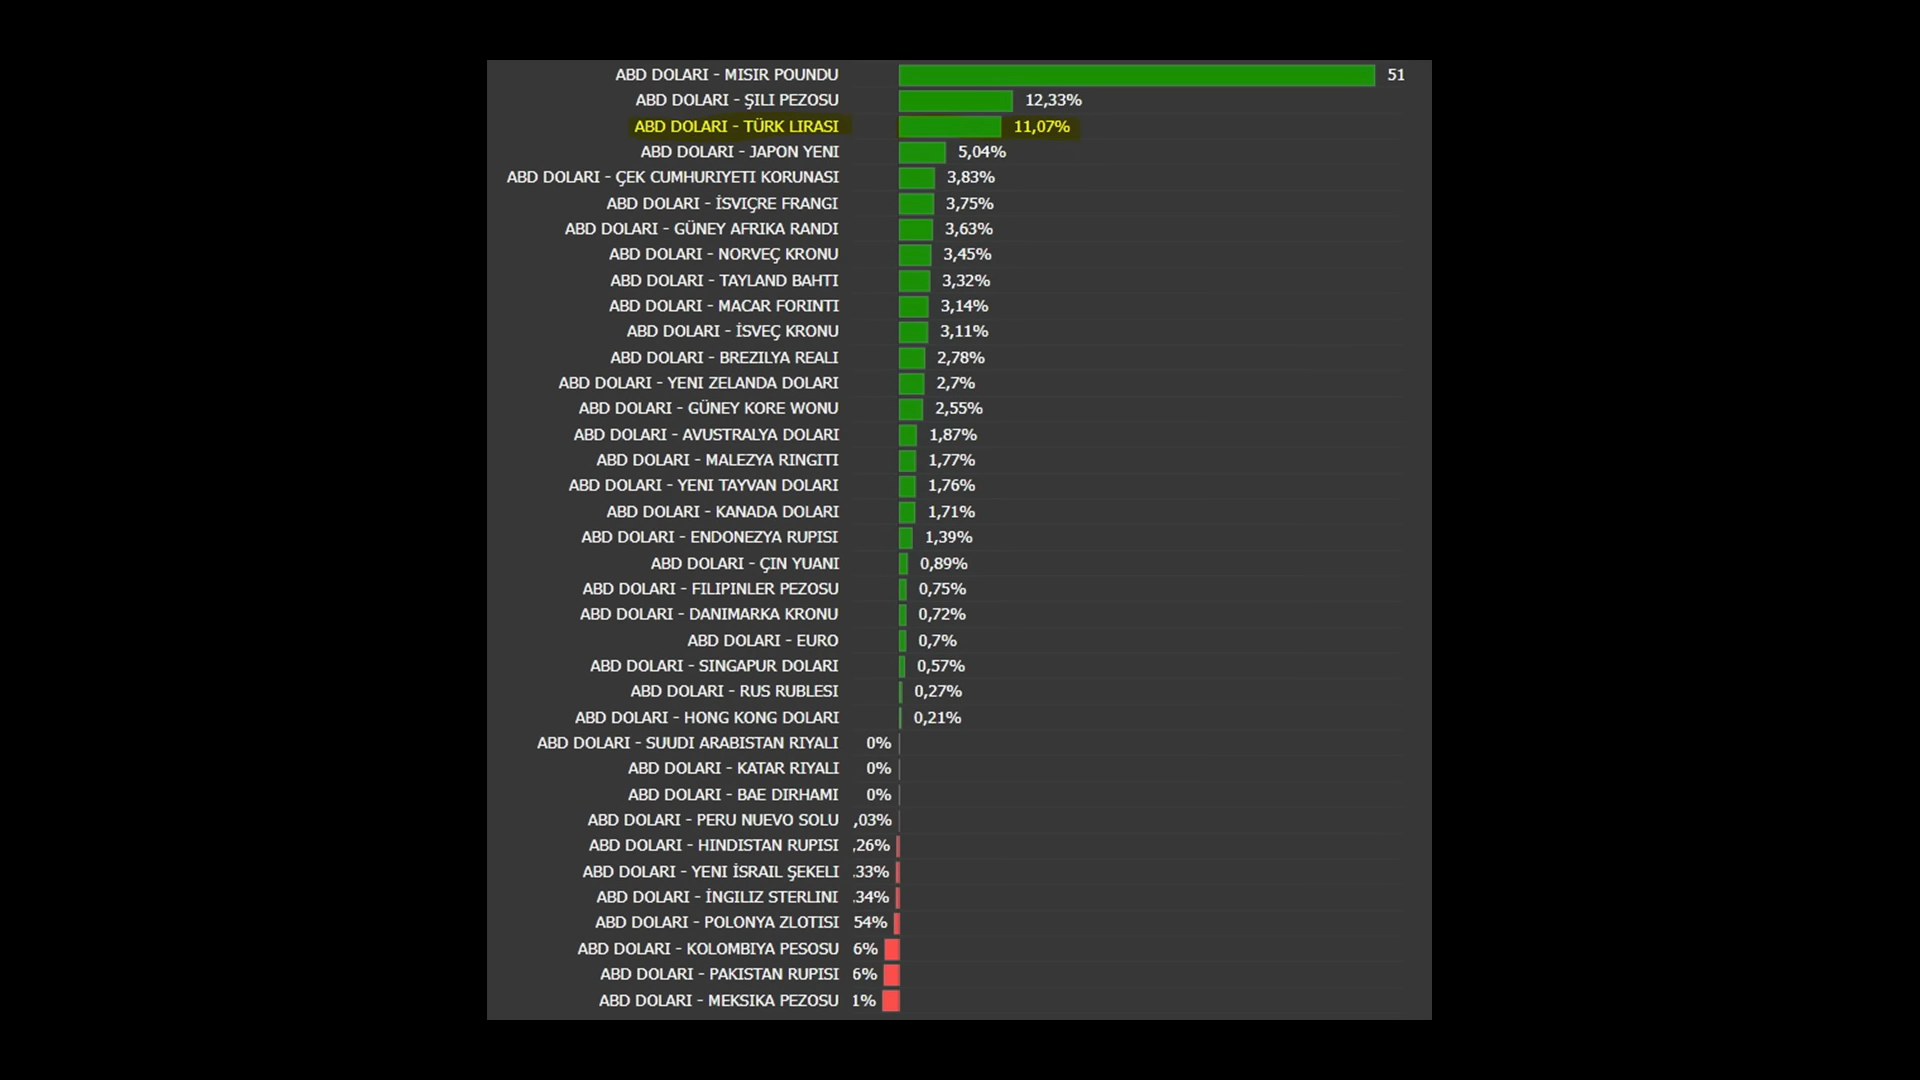 ABD DOLARI - MISIR POUNDU 51
ABD DOLARI - ŞILI PEZOSU 12,33%
ABD DOLARI - TÜRK LIRASI 11,07%
ABD DOLARI - JAPON YENI 5,04%
ABD DOLARI - ÇEK CUMHURIYETI KORUNASI 3,83%
ABD DOLARI - İSVIÇRE FRANGI 3,75%
ABD DOLARI - GÜNEY AFRIKA RANDI 3,63%
ABD DOLARI - NORVEÇ KRONU 3,45%
ABD DOLARI - TAYLAND BAHTI 3,32%
ABD DOLARI - MACAR FORINTI 3,14%
ABD DOLARI - İSVEÇ KRONU 3,11%
ABD DOLARI - BREZILYA REALI 2,78%
ABD DOLARI - YENI ZELANDA DOLARI 2,7%
ABD DOLARI - GÜNEY KORE WONU 2,55%
ABD DOLARI - AVUSTRALYA DOLARI 1,87%
ABD DOLARI - MALEZYA RINGITI 1,77%
ABD DOLARI - YENI TAYVAN DOLARI 1,76%
ABD DOLARI - KANADA DOLARI 1,71%
ABD DOLARI - ENDONEZYA RUPISI 1,39%
ABD DOLARI - ÇIN YUANI 0,89%
ABD DOLARI - FILIPINLER PEZOSU 0,75%
ABD DOLARI - DANIMARKA KRONU 0,72%
ABD DOLARI - EURO 0,7%
ABD DOLARI - SINGAPUR DOLARI 0,57%
ABD DOLARI - RUS RUBLESI 0,27%
ABD DOLARI - HONG KONG DOLARI 0,21%
ABD DOLARI - SUUDI ARABISTAN RIYALI 0%
ABD DOLARI - KATAR RIYALI 0%
ABD DOLARI - BAE DIRHAMI 0%
ABD DOLARI - PERU NUEVO SOLU ,03%
ABD DOLARI - HINDISTAN RUPISI ,26%
ABD DOLARI - YENI İSRAIL ŞEKELI ,33%
ABD DOLARI - İNGILIZ STERLINI ,34%
ABD DOLARI - POLONYA ZLOTISI 54%
ABD DOLARI - KOLOMBIYA PESOSU 6%
ABD DOLARI - PAKISTAN RUPISI 6%
ABD DOLARI - MEKSIKA PEZOSU 1%